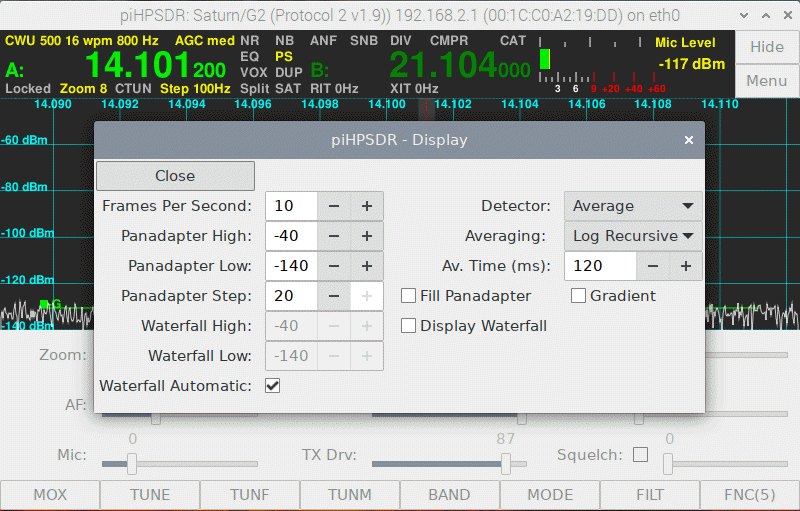 piHPSDR: Saturn/G2 (Protocol 2 v1.9)) 192.168.2.1 (00:1C:C0:A2:19:DD) on eth0
CWU 500 16 wpm 800 Hz AGC med NR NB ANF SNB DIV CMPR CAT Mic Level Hide
A: 14.101200 EQ PS B: 21.104000 -117 dBm
VOX DUP
Locked Zoom 8 CTUN Step 100Hz Split SAT RIT 0Hz XIT 0Hz 3 6 9 +20 +40 +60 Menu
14.090 14.092 14.094 14.096 14.098 14.100 14.102 14.104 14.106 14.108 14.110
-60 dBm
-80 dBm
-100 dBm
-120 dBm
G
-140 dBm
piHPSDR - Display ×
Close
Frames Per Second: 10 − + Detector: Average
Panadapter High: -40 − + Averaging: Log Recursive
Panadapter Low: -140 − + Av. Time (ms): 120 − +
Panadapter Step: 20 − + Fill Panadapter Gradient
Waterfall High: -40 − + Display Waterfall
Waterfall Low: -140 − +
Waterfall Automatic:
Zoom:
AF:
0 87 0
Mic: TX Drv: Squelch:
MOX TUNE TUNF TUNM BAND MODE FILT FNC(5)